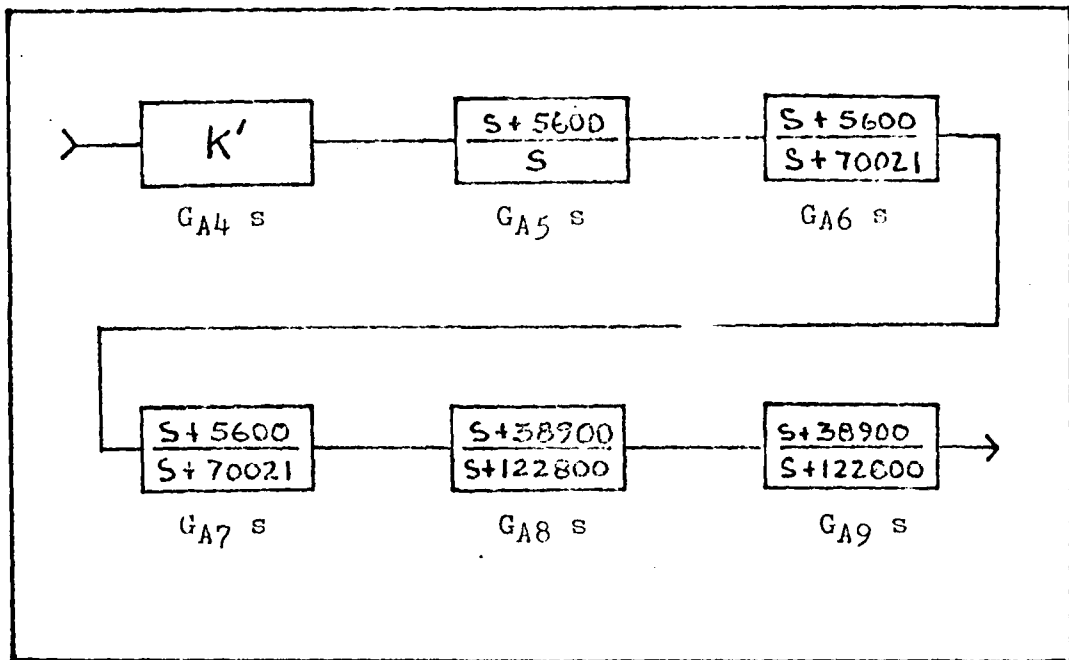 K'
S+5600
S
S+5600
S+70021
GA4 s
GA5 s
GA6 s
S+5600
S+70021
S+38900
S+122800
S+38900
S+122800
GA7 s
GA8 s
GA9 s